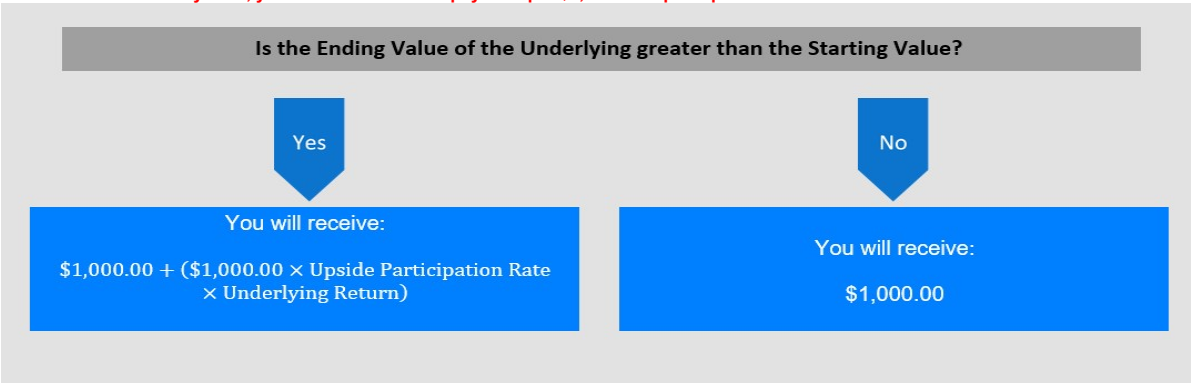 Is the Ending Value of the Underlying greater than the Starting Value?
Yes
No
You will receive:
$1,000.00 + ($1,000.00 × Upside Participation Rate
× Underlying Return)
You will receive:
$1,000.00